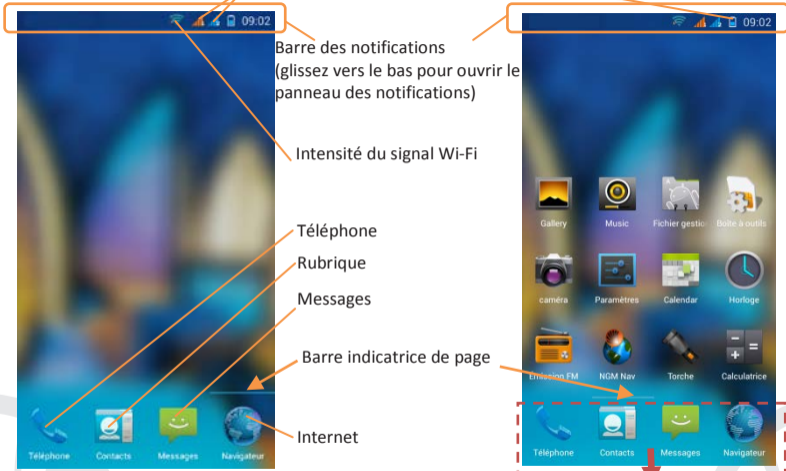 09:02
09:02
Barre des notifications
(glissez vers le bas pour ouvrir le
panneau des notifications)
Intensité du signal Wi-Fi
Téléphone
Rubrique
Messages
Barre indicatrice de page
Internet
Téléphone Contacts Messages Navigateur
Gallery Music Fichier gestio Boîte à outils
caméra Paramètres Calendar Horloge
Emission FM NGM Nav Torche Calculatrice
Téléphone Contacts Messages Navigateur